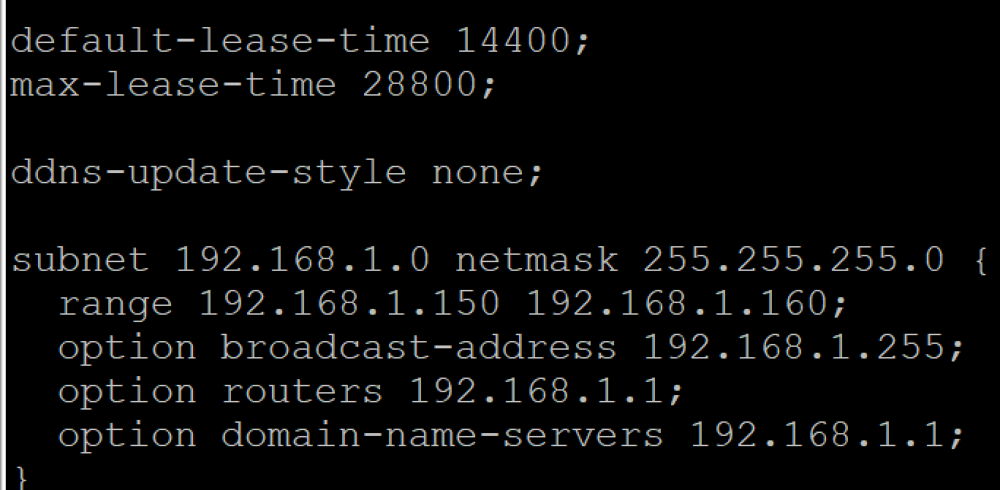 default-lease-time 14400;
max-lease-time 28800;
ddns-update-style none;
subnet 192.168.1.0 netmask 255.255.255.0 {
  range 192.168.1.150 192.168.1.160;
  option broadcast-address 192.168.1.255;
  option routers 192.168.1.1;
  option domain-name-servers 192.168.1.1;
}